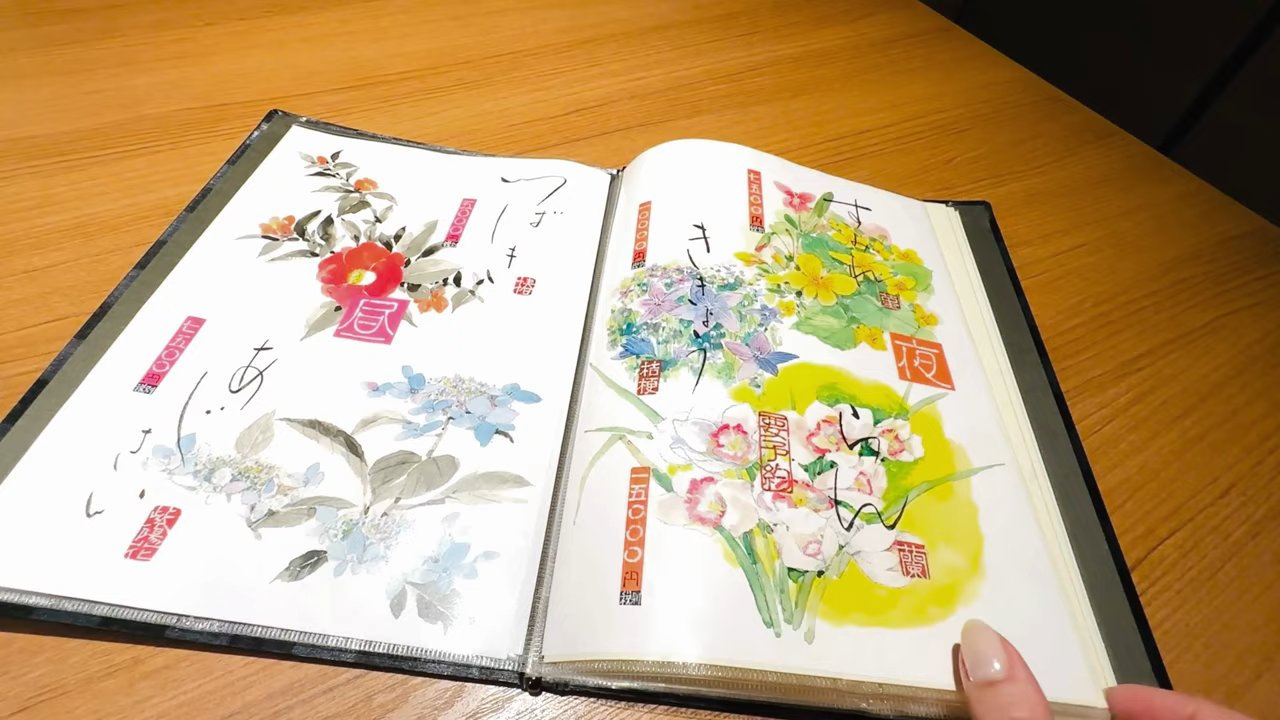 つばき
五〇〇〇円
椿
昼
あじさい
七五〇〇円
紫陽花
すみれ
七五〇〇円
菫
ききょう
一〇〇〇〇円
桔梗
夜
らん
要予約
一五〇〇〇円
税別
蘭